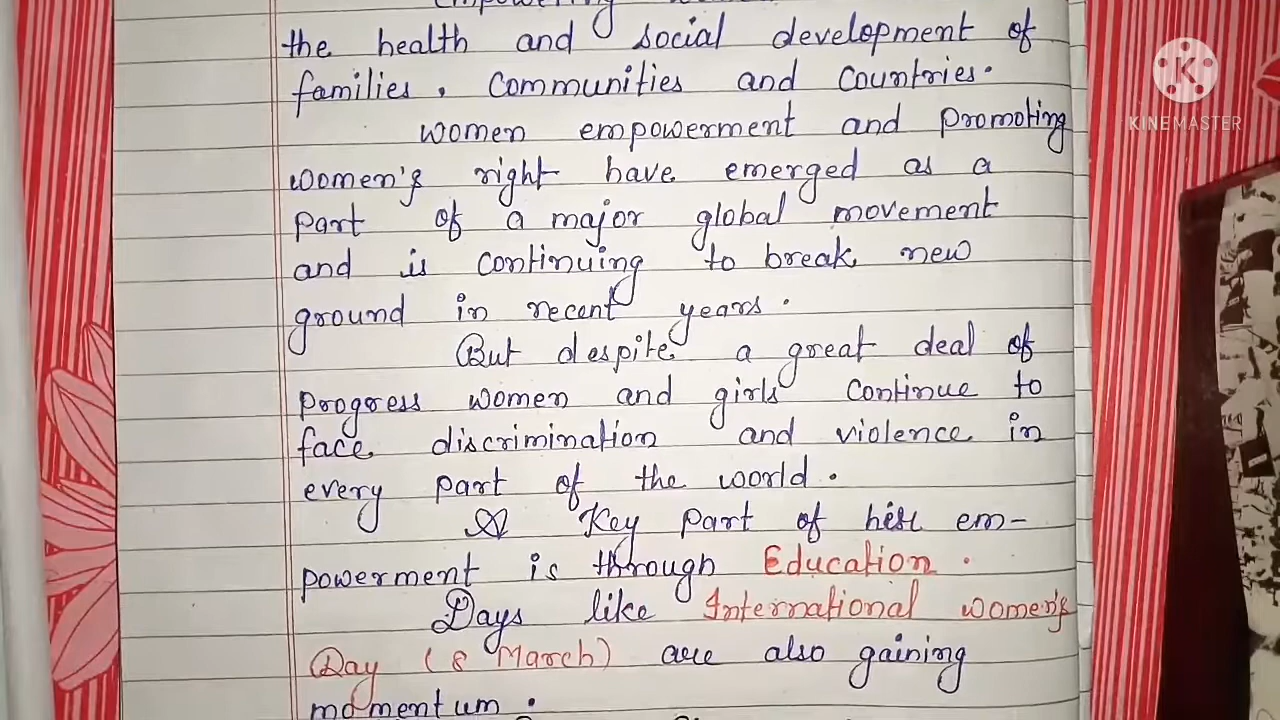 Empowering
the health and social development of
families, communities and countries.
women empowerment and promoting
women's right have emerged as a
part of a major global movement
and is continuing to break new
ground in recent years.
But despite a great deal of
progress women and girls continue to
face discrimination and violence in
every part of the world.
A Key part of her em-
powerment is through Education.
Days like International women's
Day (8 March) are also gaining
momentum.
KINEMASTER